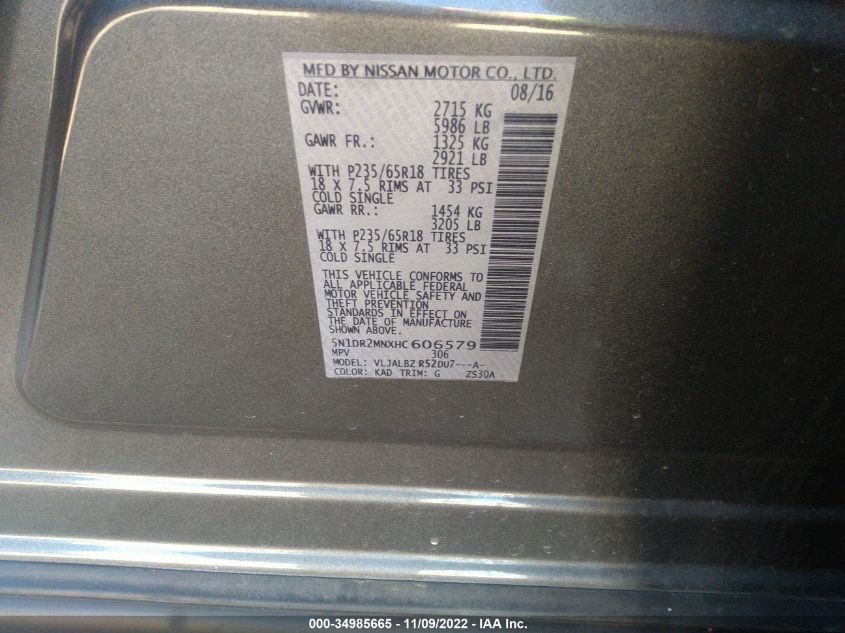 MFD BY NISSAN MOTOR CO., LTD.
DATE: 08/16
GVWR: 2715 KG
5986 LB
GAWR FR.: 1325 KG
2921 LB
WITH P235/65R18 TIRES
18 X 7.5 RIMS AT 33 PSI
COLD SINGLE
GAWR RR.: 1454 KG
3205 LB
WITH P235/65R18 TIRES
18 X 7.5 RIMS AT 33 PSI
COLD SINGLE
THIS VEHICLE CONFORMS TO
ALL APPLICABLE FEDERAL
MOTOR VEHICLE SAFETY AND
THEFT PREVENTION
STANDARDS IN EFFECT ON
THE DATE OF MANUFACTURE
SHOWN ABOVE.
5N1DR2MNXHC606579
MPV 306
MODEL: VLJALBZ R52DU7---A-
COLOR: KAD TRIM: G ZS30A
000-34985665 - 11/09/2022 - IAA Inc.